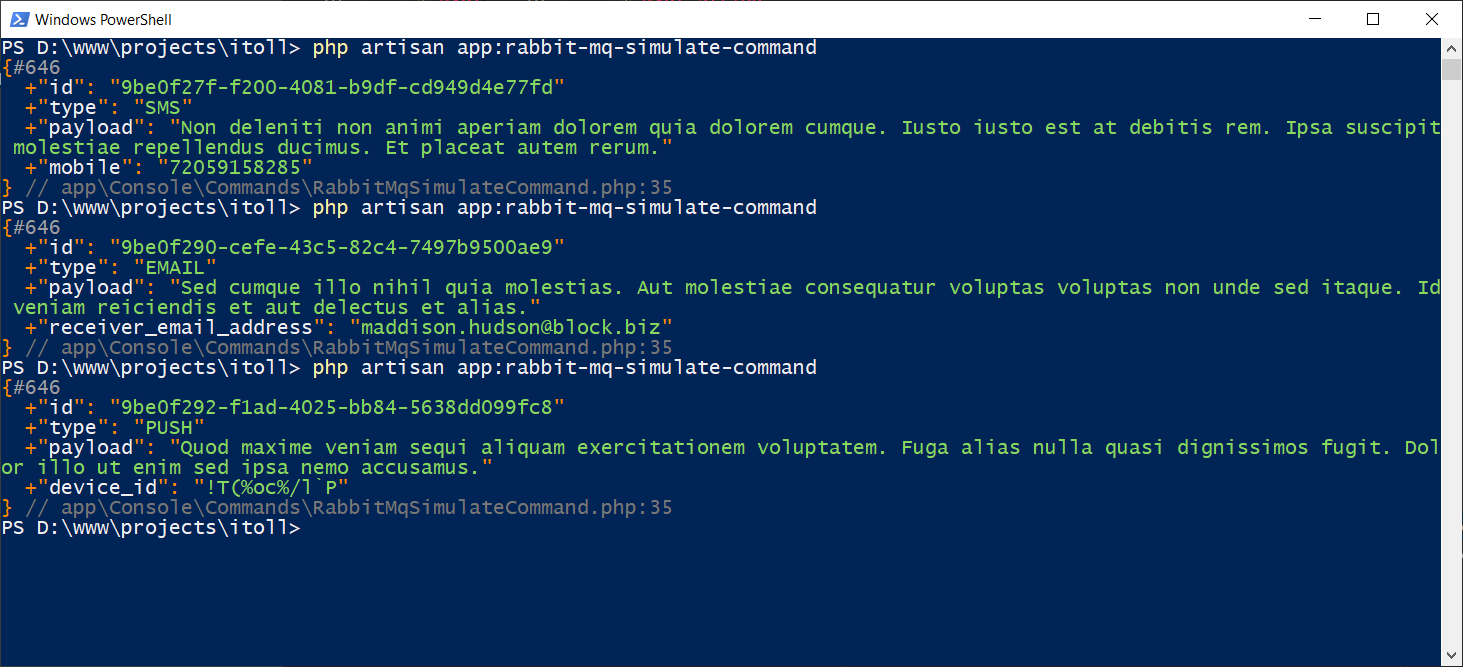 Windows PowerShell
PS D:\www\projects\itoll> php artisan app:rabbit-mq-simulate-command
{#646
  +"id": "9be0f27f-f200-4081-b9df-cd949d4e77fd"
  +"type": "SMS"
  +"payload": "Non deleniti non animi aperiam dolorem quia dolorem cumque. Iusto iusto est at debitis rem. Ipsa suscipit
 molestiae repellendus ducimus. Et placeat autem rerum."
  +"mobile": "72059158285"
} // app\Console\Commands\RabbitMqSimulateCommand.php:35
PS D:\www\projects\itoll> php artisan app:rabbit-mq-simulate-command
{#646
  +"id": "9be0f290-cefe-43c5-82c4-7497b9500ae9"
  +"type": "EMAIL"
  +"payload": "Sed cumque illo nihil quia molestias. Aut molestiae consequatur voluptas voluptas non unde sed itaque. Id
 veniam reiciendis et aut delectus et alias."
  +"receiver_email_address": "maddison.hudson@block.biz"
} // app\Console\Commands\RabbitMqSimulateCommand.php:35
PS D:\www\projects\itoll> php artisan app:rabbit-mq-simulate-command
{#646
  +"id": "9be0f292-f1ad-4025-bb84-5638dd099fc8"
  +"type": "PUSH"
  +"payload": "Quod maxime veniam sequi aliquam exercitationem voluptatem. Fuga alias nulla quasi dignissimos fugit. Dol
or illo ut enim sed ipsa nemo accusamus."
  +"device_id": "!T(%oc%/l`P"
} // app\Console\Commands\RabbitMqSimulateCommand.php:35
PS D:\www\projects\itoll>